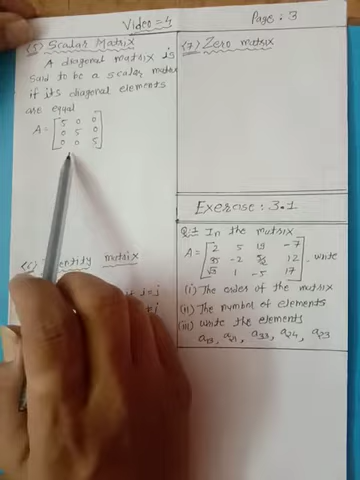 Video = 4
Page : 3
(5) Scalar Matrix
A diagonal matrix is
said to be a scalar matrix
if its diagonal elements
are equal
A = [5 0 0
0 5 0
0 0 5]
matrix
i=j
(7) Zero matrix
Exercise : 3.1
Q:1 In the matrix
A = [2 5 19 -7
35 -2 5/2 12
√3 1 -5 17], write
(i) The order of the matrix
(ii) The number of elements
(iii) write the elements
a13, a21, a33, a24, a23